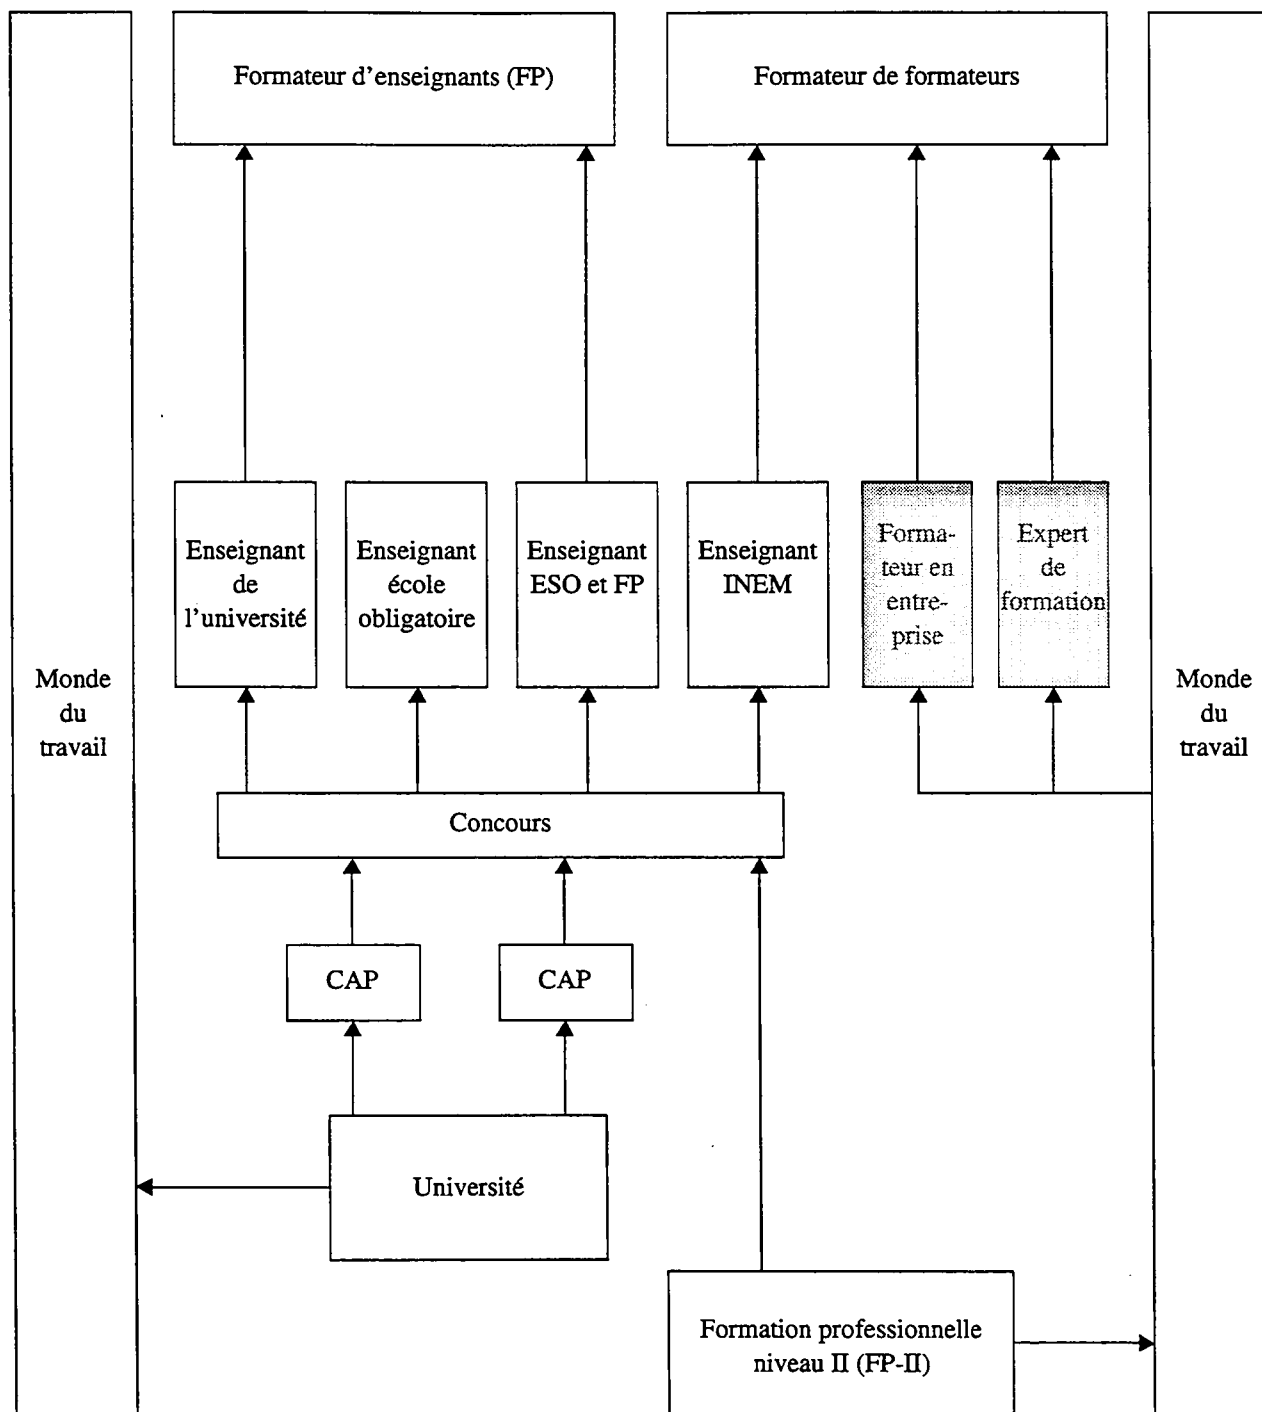 Formateur d'enseignants (FP)
Formateur de formateurs
Enseignant
de
l'université
Enseignant
école
obligatoire
Enseignant
ESO et FP
Enseignant
INEM
Forma-
teur en
entre-
prise
Expert
de
formation
Monde
du
travail
Monde
du
travail
Concours
CAP
CAP
Université
Formation professionnelle
niveau II (FP-II)